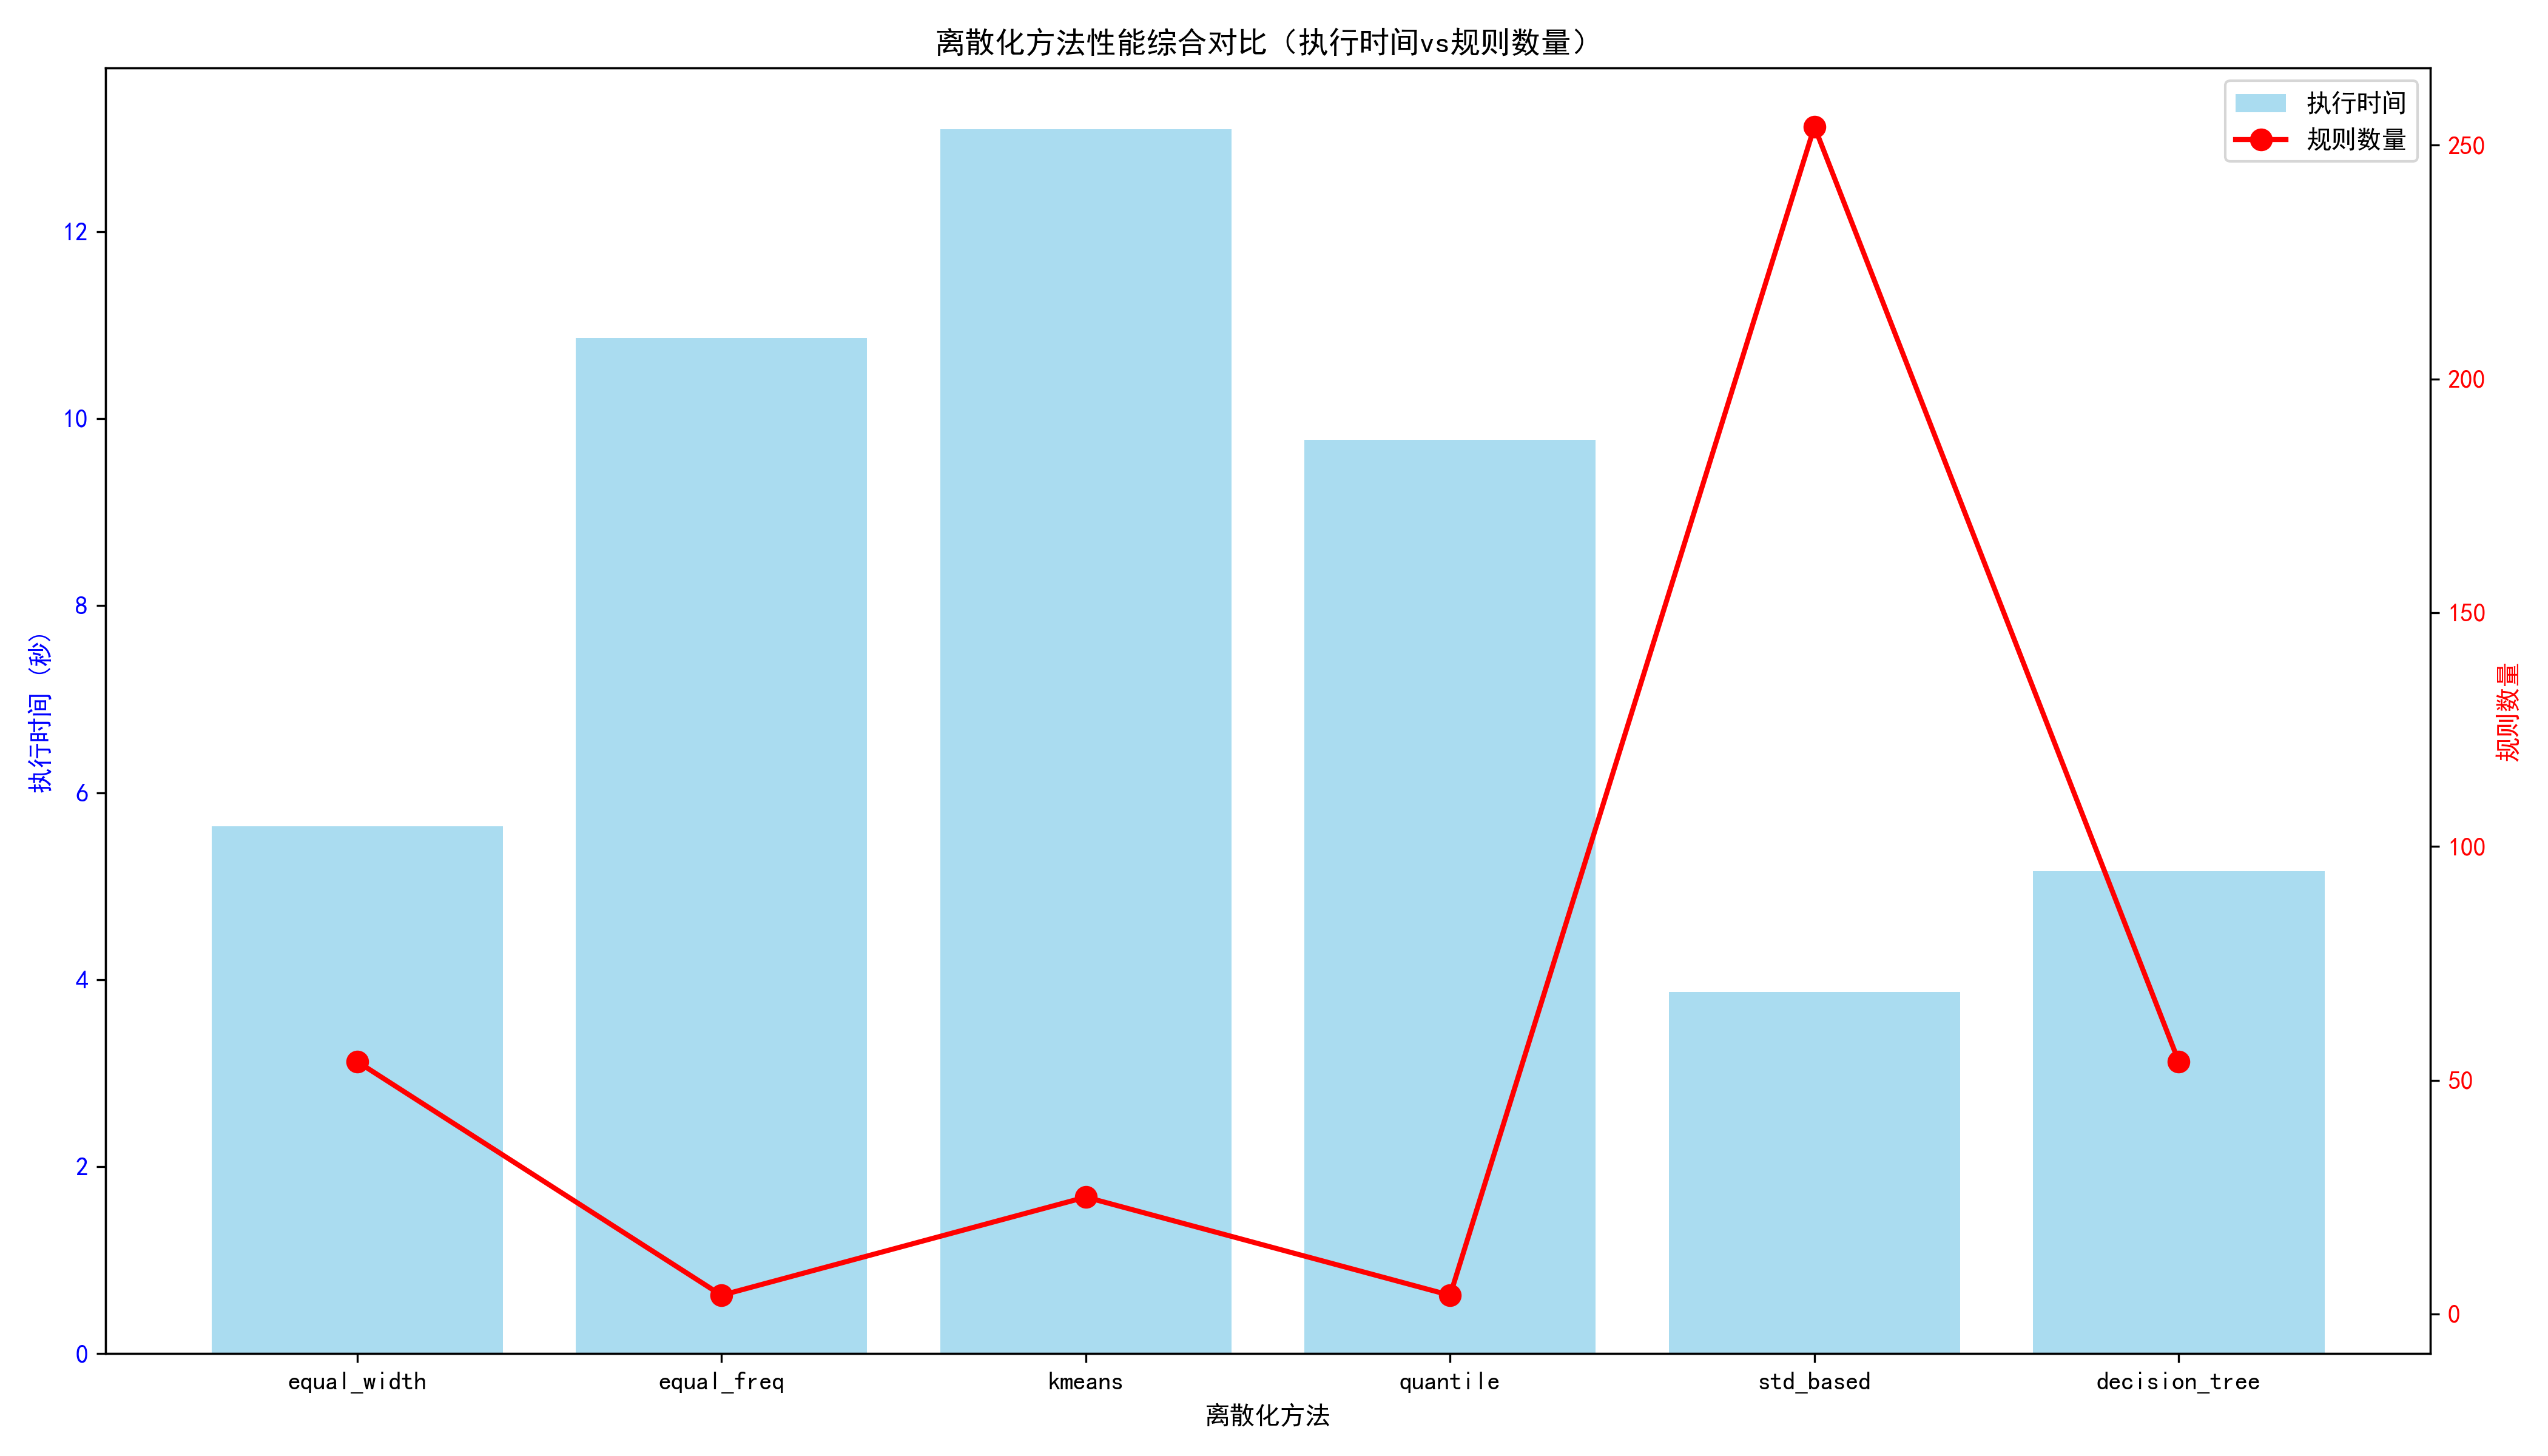 离散化方法性能综合对比（执行时间vs规则数量）
执行时间
规则数量
12
10
8
6
4
2
0
执行时间（秒）
250
200
150
100
50
0
规则数量
equal_width
equal_freq
kmeans
quantile
std_based
decision_tree
离散化方法